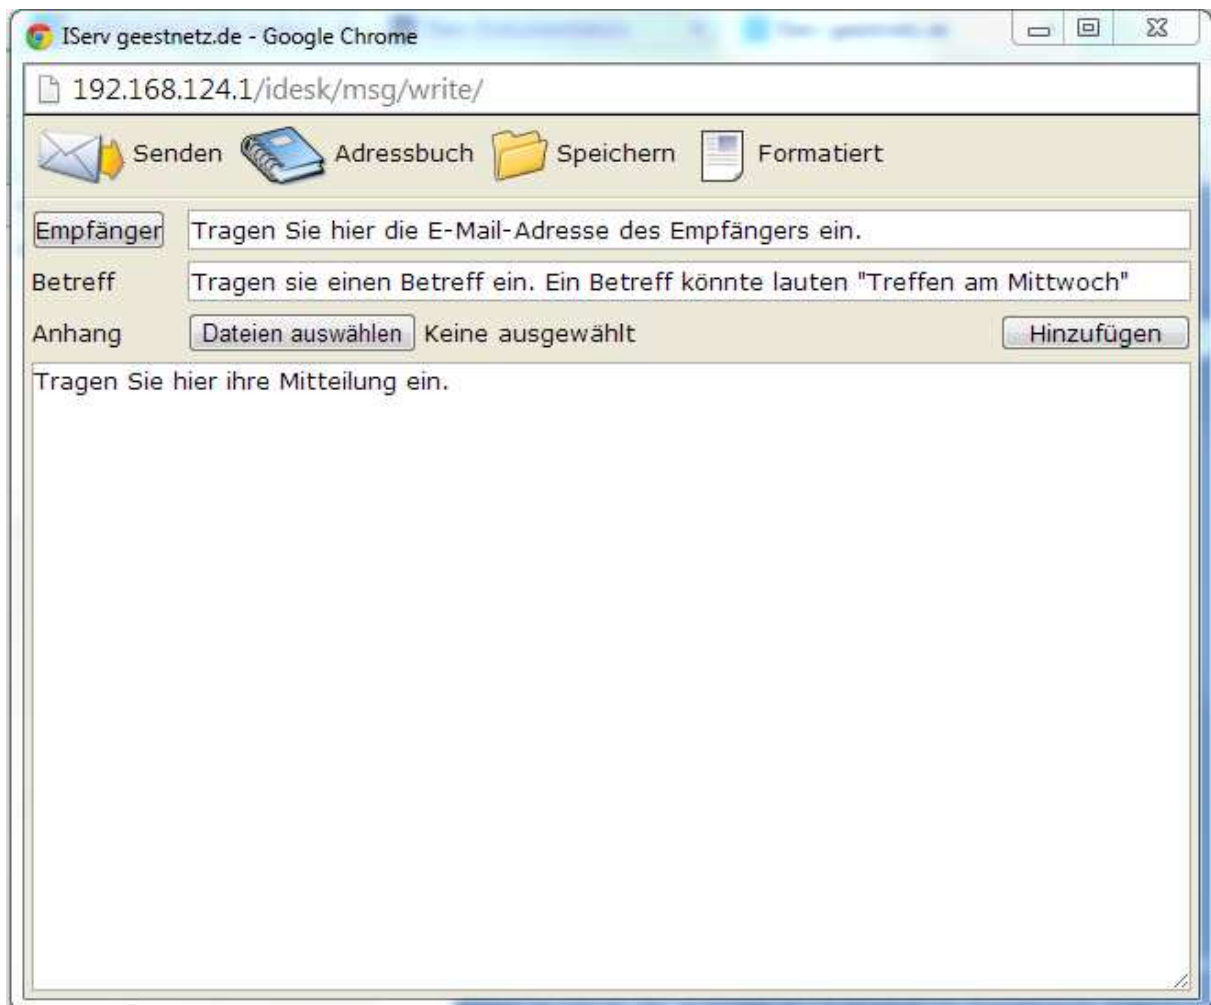 IServ geestnetz.de - Google Chrome
192.168.124.1/idesk/msg/write/
Senden Adressbuch Speichern Formatiert
Empfänger Tragen Sie hier die E-Mail-Adresse des Empfängers ein.
Betreff Tragen sie einen Betreff ein. Ein Betreff könnte lauten "Treffen am Mittwoch"
Anhang Dateien auswählen Keine ausgewählt Hinzufügen
Tragen Sie hier ihre Mitteilung ein.